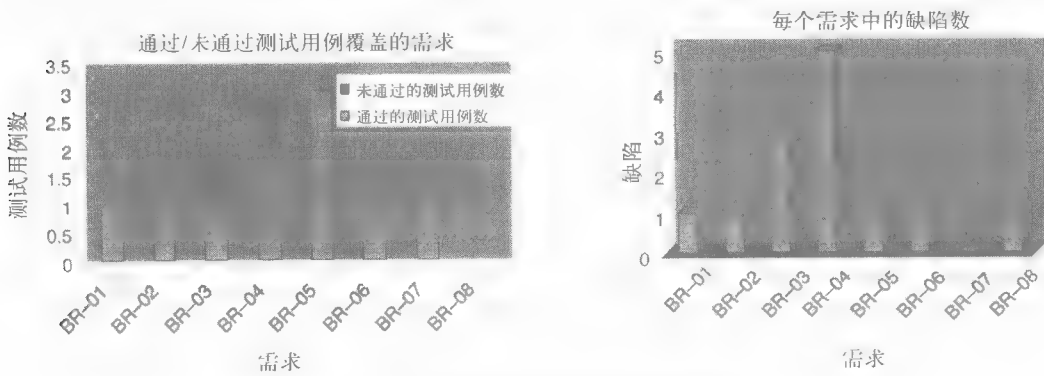 通过/未通过测试用例覆盖的需求
3.5
3
2.5
2
1.5
1
0.5
0
测试用例数
未通过的测试用例数
通过的测试用例数
BR-01
BR-02
BR-03
BR-04
BR-05
BR-06
BR-07
BR-08
需求
每个需求中的缺陷数
5
4
3
2
1
0
缺陷
BR-01
BR-02
BR-03
BR-04
BR-05
BR-06
BR-07
BR-08
需求